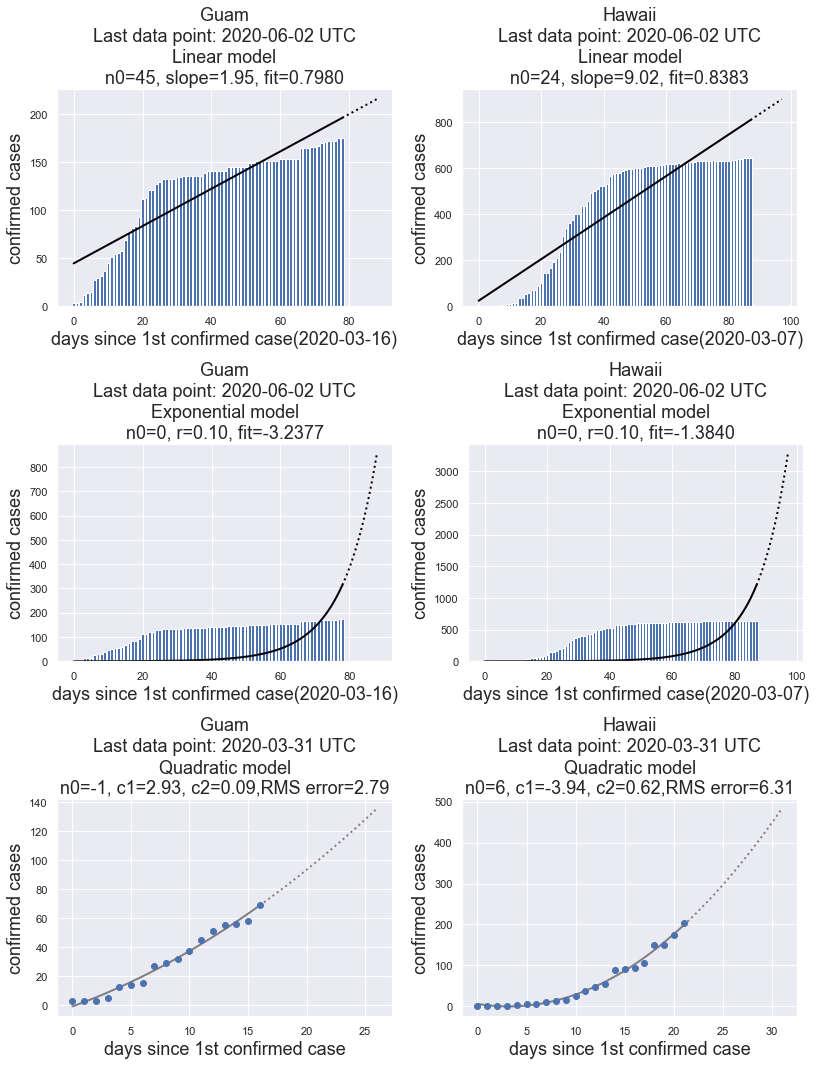 Guam
Last data point: 2020-06-02 UTC
Linear model
n0=45, slope=1.95, fit=0.7980
200
150
100
50
0
confirmed cases
0 20 40 60 80
days since 1st confirmed case(2020-03-16)
Hawaii
Last data point: 2020-06-02 UTC
Linear model
n0=24, slope=9.02, fit=0.8383
800
600
400
200
0
confirmed cases
0 20 40 60 80 100
days since 1st confirmed case(2020-03-07)
Guam
Last data point: 2020-06-02 UTC
Exponential model
n0=0, r=0.10, fit=-3.2377
800
700
600
500
400
300
200
100
0
confirmed cases
0 20 40 60 80
days since 1st confirmed case(2020-03-16)
Hawaii
Last data point: 2020-06-02 UTC
Exponential model
n0=0, r=0.10, fit=-1.3840
3000
2500
2000
1500
1000
500
0
confirmed cases
0 20 40 60 80 100
days since 1st confirmed case(2020-03-07)
Guam
Last data point: 2020-03-31 UTC
Quadratic model
n0=-1, c1=2.93, c2=0.09,RMS error=2.79
140
120
100
80
60
40
20
0
confirmed cases
0 5 10 15 20 25
days since 1st confirmed case
Hawaii
Last data point: 2020-03-31 UTC
Quadratic model
n0=6, c1=-3.94, c2=0.62,RMS error=6.31
500
400
300
200
100
0
confirmed cases
0 5 10 15 20 25 30
days since 1st confirmed case